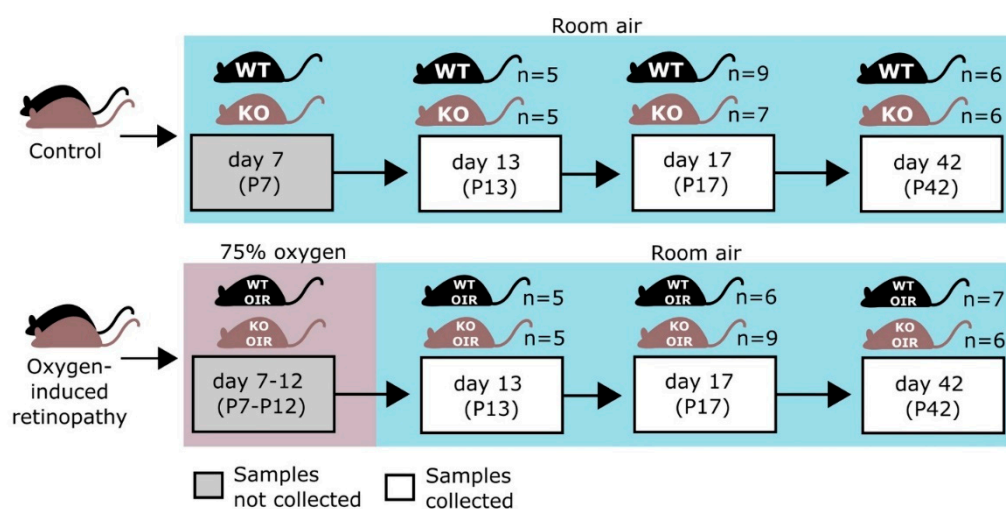 Room air
WT
WT n=5
WT n=9
WT n=6
KO
KO n=5
KO n=7
KO n=6
Control
day 7
(P7)
day 13
(P13)
day 17
(P17)
day 42
(P42)
75% oxygen
Room air
WT
OIR
WT
OIR n=5
WT
OIR n=6
WT
OIR n=7
KO
OIR
KO
OIR n=5
KO
OIR n=9
KO
OIR n=6
Oxygen-
induced
retinopathy
day 7-12
(P7-P12)
day 13
(P13)
day 17
(P17)
day 42
(P42)
Samples
not collected
Samples
collected